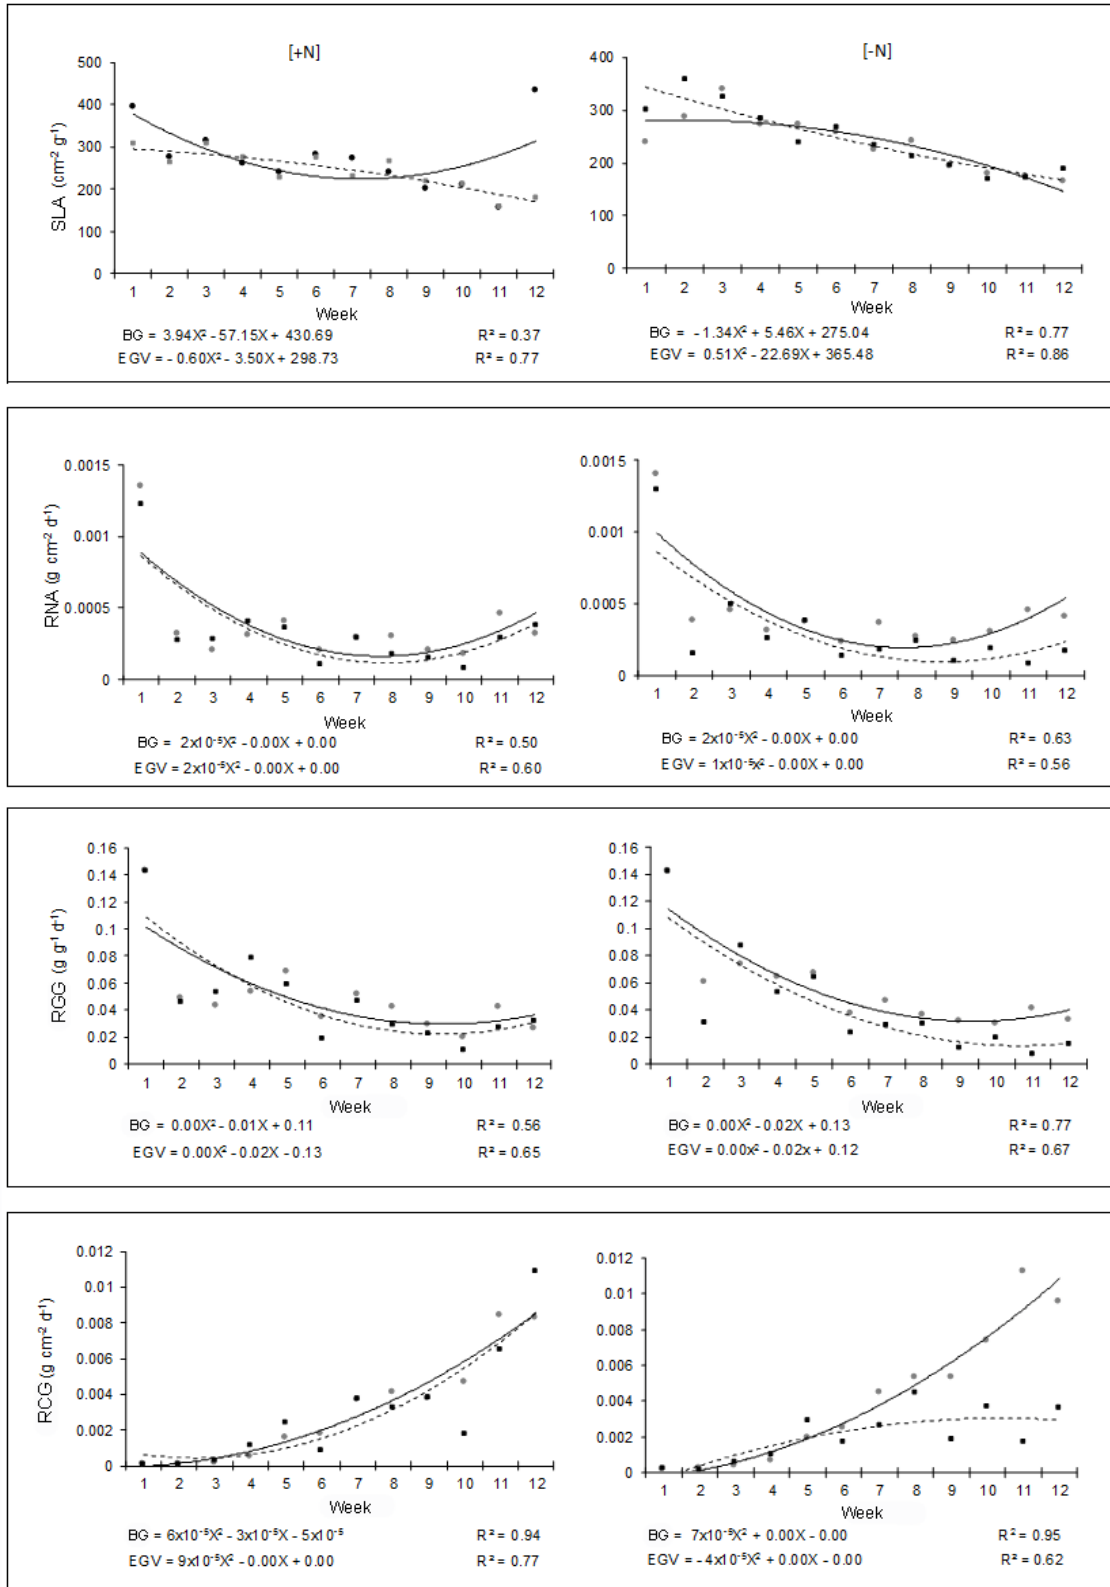 [+N]
[-N]
SLA (cm⁻² g⁻¹)
500
400
300
200
100
0
1 2 3 4 5 6 7 8 9 10 11 12
Week
BG = 3.94X² - 57.15X + 430.69 R² = 0.37
EGV = - 0.60X² - 3.50X + 298.73 R² = 0.77
400
300
200
100
0
1 2 3 4 5 6 7 8 9 10 11 12
Week
BG = -1.34X² + 5.46X + 275.04 R² = 0.77
EGV = 0.51X² - 22.69X + 365.48 R² = 0.86
RNA (g cm⁻² d⁻¹)
0.0015
0.001
0.0005
0
1 2 3 4 5 6 7 8 9 10 11 12
Week
BG = 2x10⁻⁵X² - 0.00X + 0.00 R² = 0.50
EGV = 2x10⁻⁵X² - 0.00X + 0.00 R² = 0.60
0.0015
0.001
0.0005
0
1 2 3 4 5 6 7 8 9 10 11 12
Week
BG = 2x10⁻⁵X² - 0.00X + 0.00 R² = 0.63
EGV = 1x10⁻⁵x² - 0.00X + 0.00 R² = 0.56
RGG (g g⁻¹ d⁻¹)
0.16
0.14
0.12
0.1
0.08
0.06
0.04
0.02
0
1 2 3 4 5 6 7 8 9 10 11 12
Week
BG = 0.00X² - 0.01X + 0.11 R² = 0.56
EGV = 0.00X² - 0.02X - 0.13 R² = 0.65
0.16
0.14
0.12
0.1
0.08
0.06
0.04
0.02
0
1 2 3 4 5 6 7 8 9 10 11 12
Week
BG = 0.00X² - 0.02X + 0.13 R² = 0.77
EGV = 0.00x² - 0.02x + 0.12 R² = 0.67
RCG (g cm⁻² d⁻¹)
0.012
0.01
0.008
0.006
0.004
0.002
0
1 2 3 4 5 6 7 8 9 10 11 12
Week
BG = 6x10⁻⁵X² - 3x10⁻⁵X - 5x10⁻⁵ R² = 0.94
EGV = 9x10⁻⁵X² - 0.00X + 0.00 R² = 0.77
0.012
0.01
0.008
0.006
0.004
0.002
0
1 2 3 4 5 6 7 8 9 10 11 12
Week
BG = 7x10⁻⁵X² + 0.00X - 0.00 R² = 0.95
EGV = - 4x10⁻⁵X² + 0.00X - 0.00 R² = 0.62